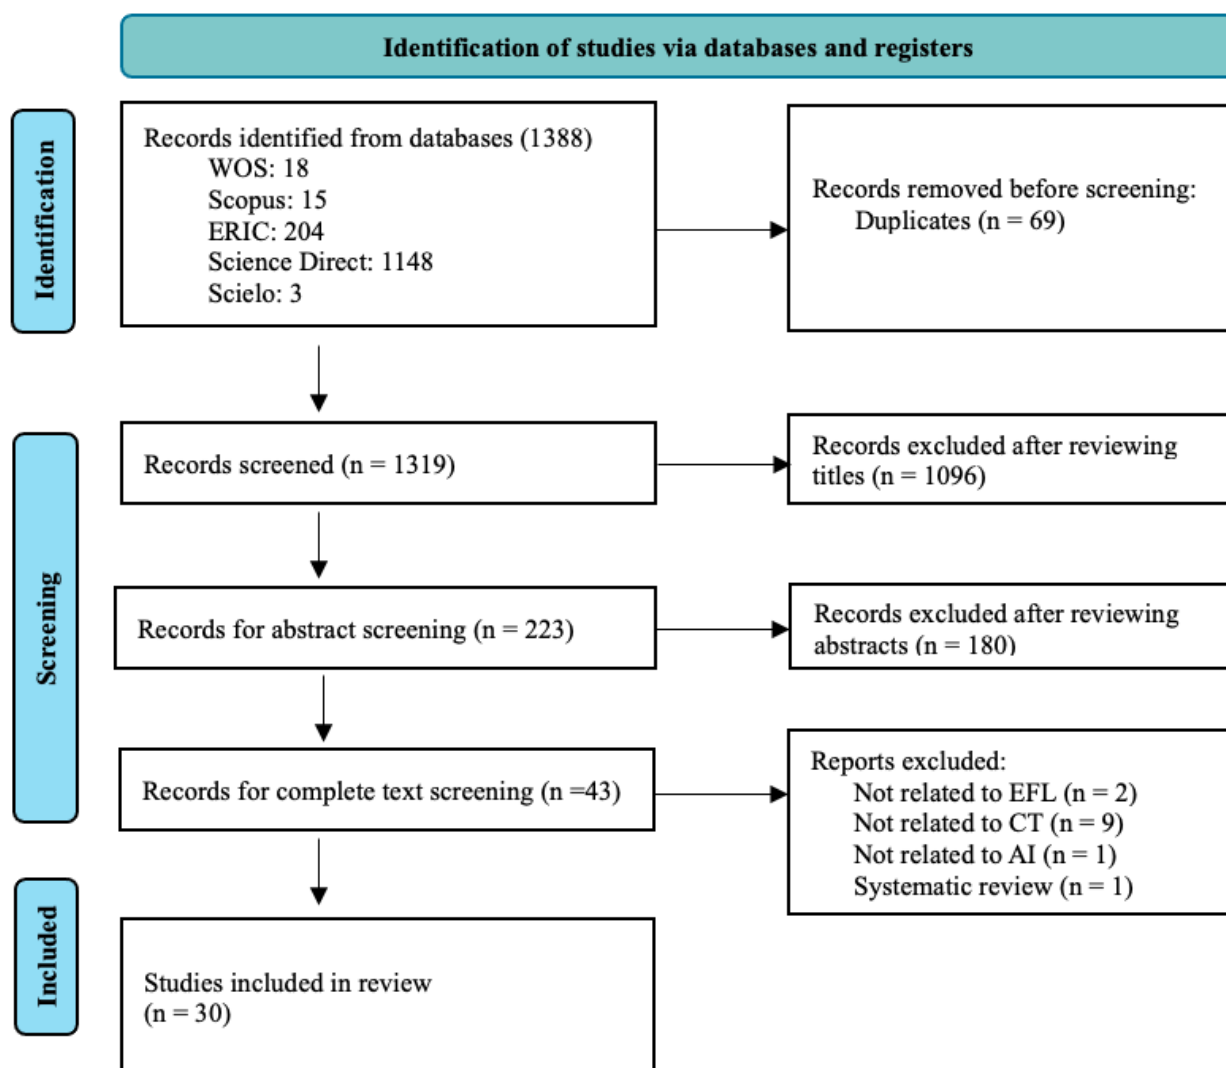 Identification of studies via databases and registers
Identification
Records identified from databases (1388)
WOS: 18
Scopus: 15
ERIC: 204
Science Direct: 1148
Scielo: 3
Records removed before screening:
Duplicates (n = 69)
Screening
Records screened (n = 1319)
Records excluded after reviewing
titles (n = 1096)
Records for abstract screening (n = 223)
Records excluded after reviewing
abstracts (n = 180)
Records for complete text screening (n =43)
Reports excluded:
Not related to EFL (n = 2)
Not related to CT (n = 9)
Not related to AI (n = 1)
Systematic review (n = 1)
Included
Studies included in review
(n = 30)